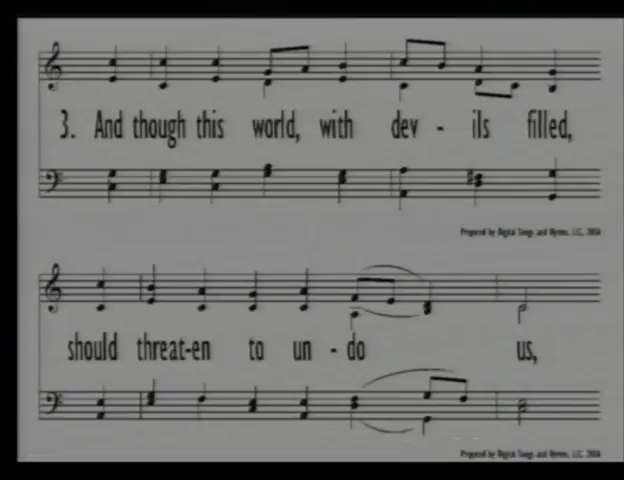 3. And though this world, with dev - ils filled,
Prepared by Digital Songs and Hymns, LLC, 2006
should threat-en to un - do us,
Prepared by Digital Songs and Hymns, LLC, 2006